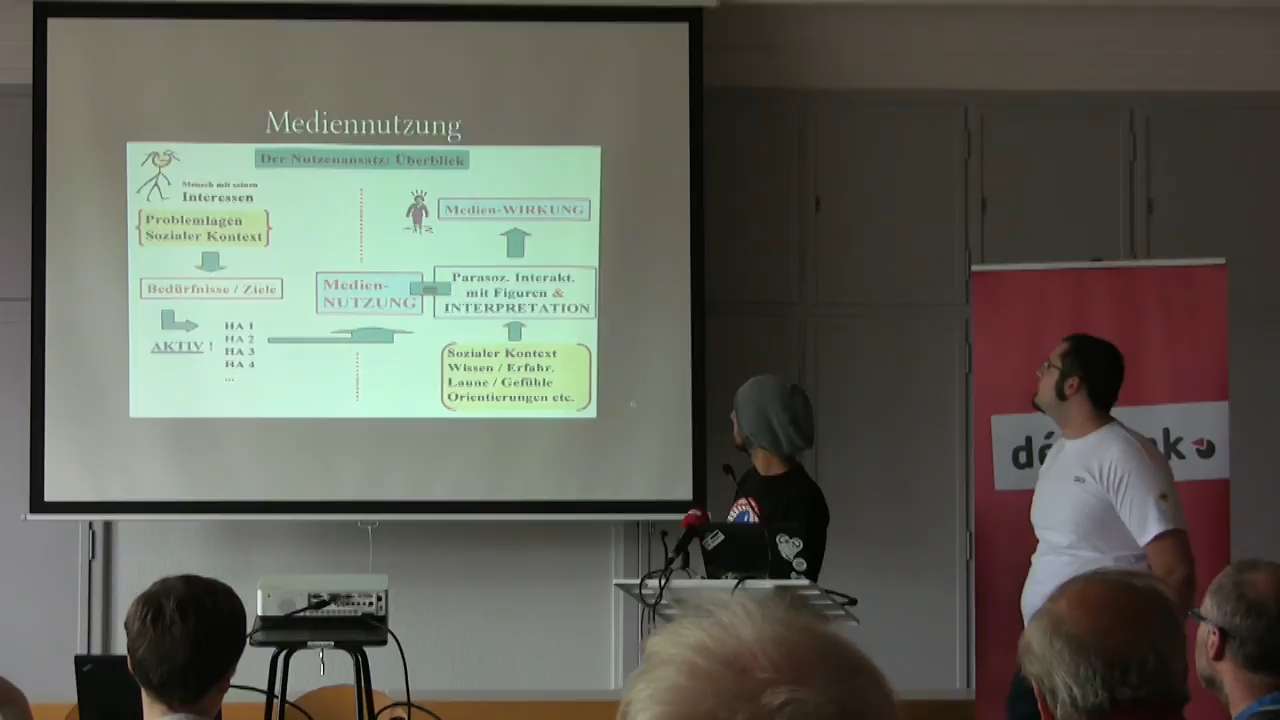 Mediennutzung
Der Nutzenansatz: Überblick
Mensch mit seinen
Interessen
Problemlagen
Sozialer Kontext
Bedürfnisse / Ziele
AKTIV !
HA 1
HA 2
HA 3
HA 4
...
Medien-
NUTZUNG
Medien-WIRKUNG
Parasoz. Interakt.
mit Figuren &
INTERPRETATION
Sozialer Kontext
Wissen / Erfahr.
Laune / Gefühle
Orientierungen etc.